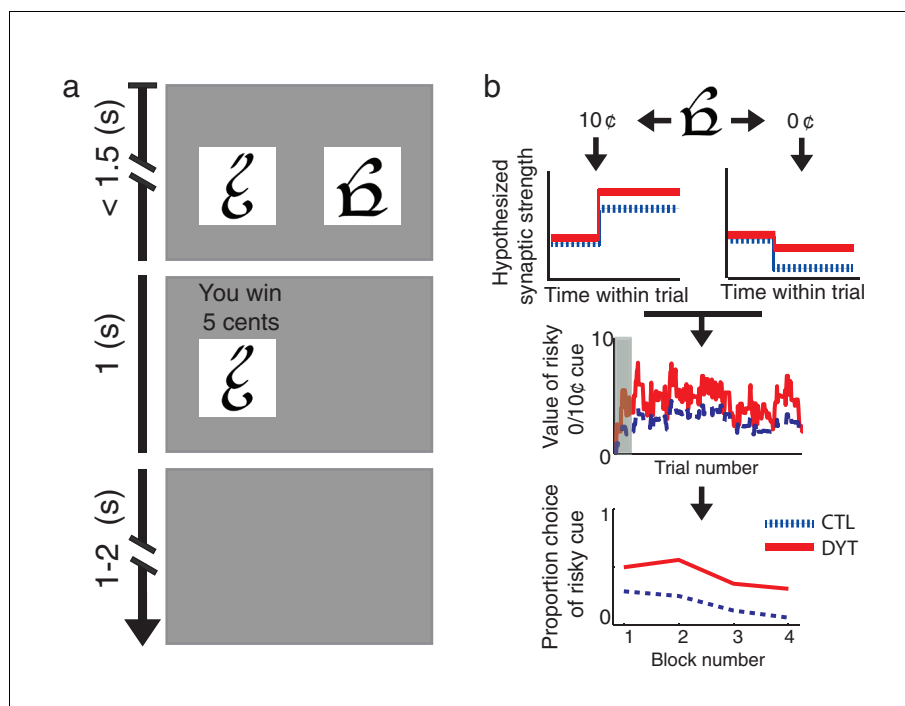 a
< 1.5 (s)
You win
5 cents
1 (s)
1-2 (s)
b
10 ¢
0 ¢
Hypothesized
synaptic strength
Time within trial
Time within trial
Value of risky
0/10¢ cue
10
0
Trial number
Proportion choice
of risky cue
1
0
1 2 3 4
Block number
CTL
DYT